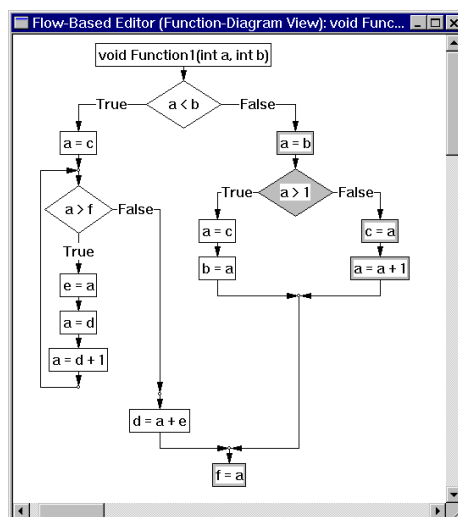 Flow-Based Editor (Function-Diagram View): void Func...
void Function1(int a, int b)
True
a < b
False
a = c
a = b
a > f
False
True
a > 1
False
True
a = c
c = a
e = a
b = a
a = a + 1
a = d
a = d + 1
d = a + e
f = a